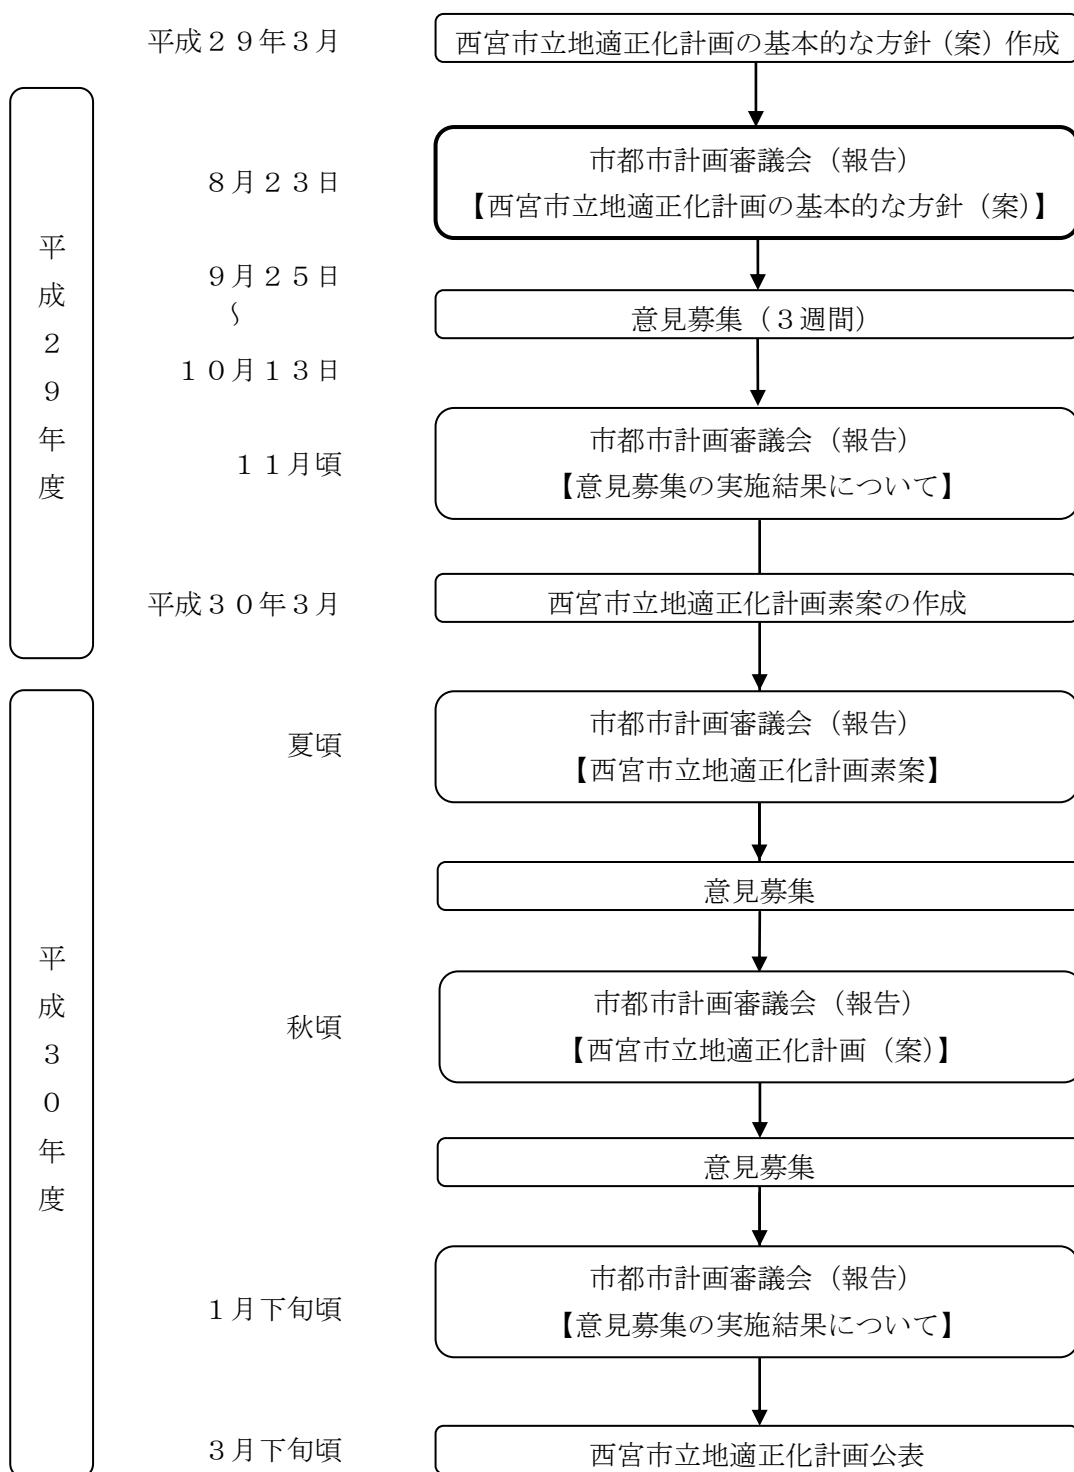 平成２９年３月
西宮市立地適正化計画の基本的な方針（案）作成
平成２９年度
８月２３日
市都市計画審議会（報告）
【西宮市立地適正化計画の基本的な方針（案）】
９月２５日
～
１０月１３日
意見募集（３週間）
１１月頃
市都市計画審議会（報告）
【意見募集の実施結果について】
平成３０年３月
西宮市立地適正化計画素案の作成
平成３０年度
夏頃
市都市計画審議会（報告）
【西宮市立地適正化計画素案】
意見募集
秋頃
市都市計画審議会（報告）
【西宮市立地適正化計画（案）】
意見募集
１月下旬頃
市都市計画審議会（報告）
【意見募集の実施結果について】
３月下旬頃
西宮市立地適正化計画公表